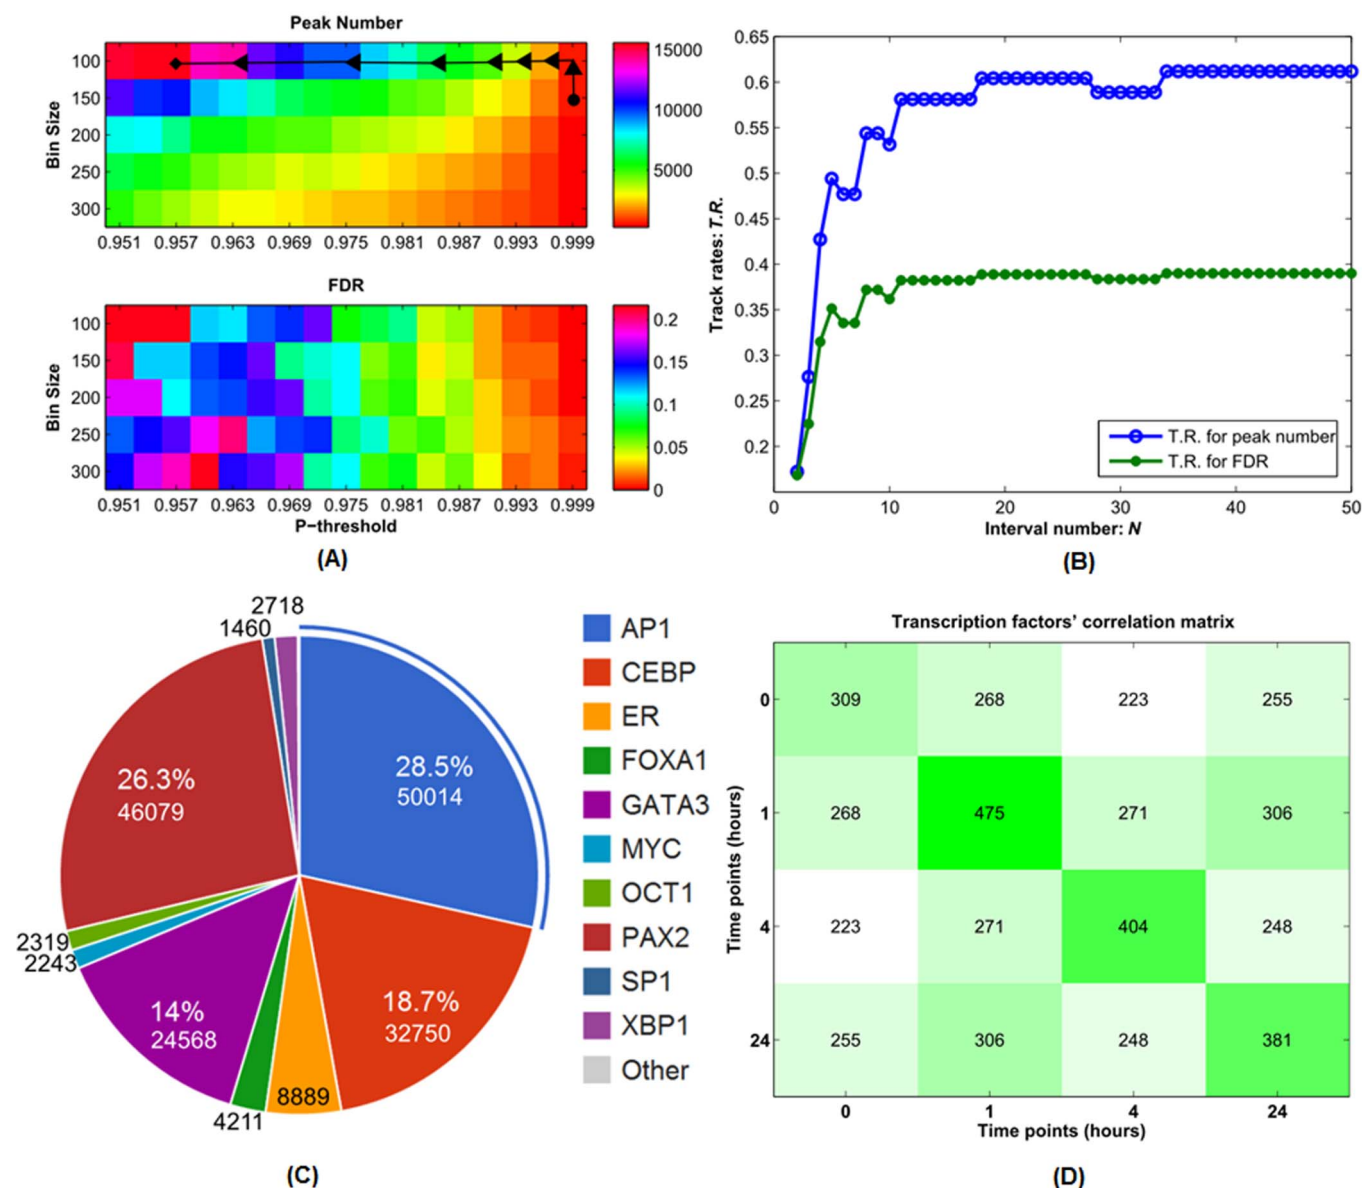 Peak Number
Bin Size
100
150
200
250
300
0.951 0.957 0.963 0.969 0.975 0.981 0.987 0.993 0.999
15000
10000
5000
FDR
Bin Size
100
150
200
250
300
0.951 0.957 0.963 0.969 0.975 0.981 0.987 0.993 0.999
P-threshold
0.2
0.15
0.1
0.05
0
(A)
Track rates: T.R.
0.65
0.6
0.55
0.5
0.45
0.4
0.35
0.3
0.25
0.2
T.R. for peak number
T.R. for FDR
0 10 20 30 40 50
Interval number: N
(B)
2718
1460
28.5%
50014
26.3%
46079
18.7%
32750
14%
24568
2319
2243
8889
4211
AP1
CEBP
ER
FOXA1
GATA3
MYC
OCT1
PAX2
SP1
XBP1
Other
(C)
Transcription factors' correlation matrix
Time points (hours)
0 309 268 223 255
1 268 475 271 306
4 223 271 404 248
24 255 306 248 381
0 1 4 24
Time points (hours)
(D)